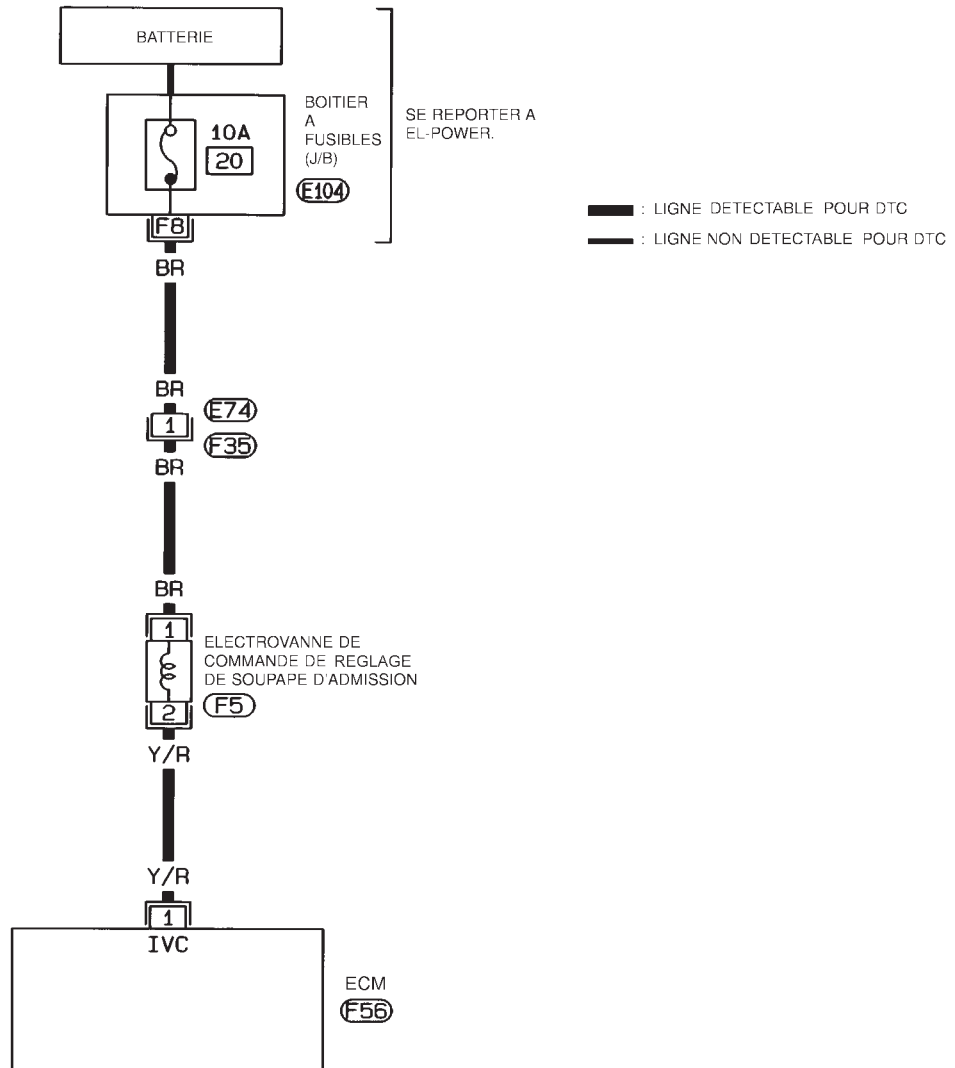 BATTERIE
10A
20
BOITIER
A
FUSIBLES
(J/B)
E104
SE REPORTER A
EL-POWER.
F8
: LIGNE DETECTABLE POUR DTC
: LIGNE NON DETECTABLE POUR DTC
BR
BR
E74
1
F35
BR
BR
1
ELECTROVANNE DE
COMMANDE DE REGLAGE
DE SOUPAPE D'ADMISSION
F5
2
Y/R
Y/R
1
IVC
ECM
F56